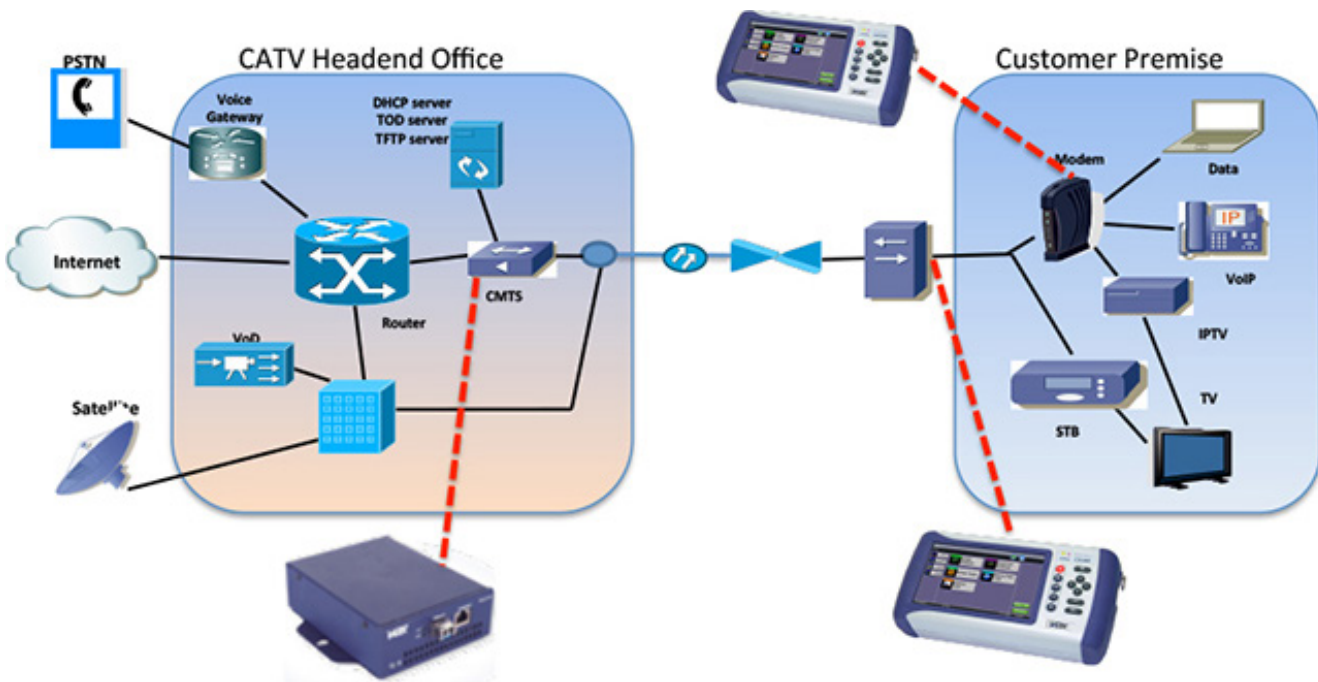 CATV Headend Office
Customer Premise
PSTN
Voice
Gateway
DHCP server
TOD server
TFTP server
Modem
Data
IP
VoIP
Internet
CMTS
Router
IPTV
VoD
Satellite
STB
TV